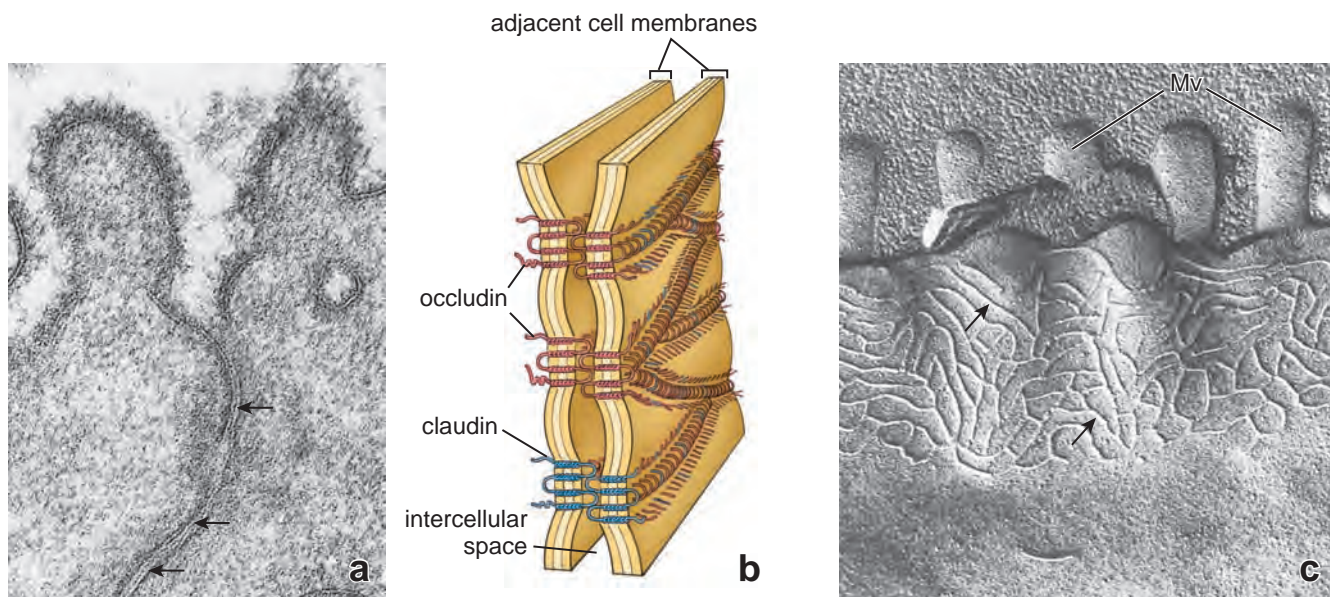 adjacent cell membranes
Mv
occludin
claudin
intercellular
space
a
b
c